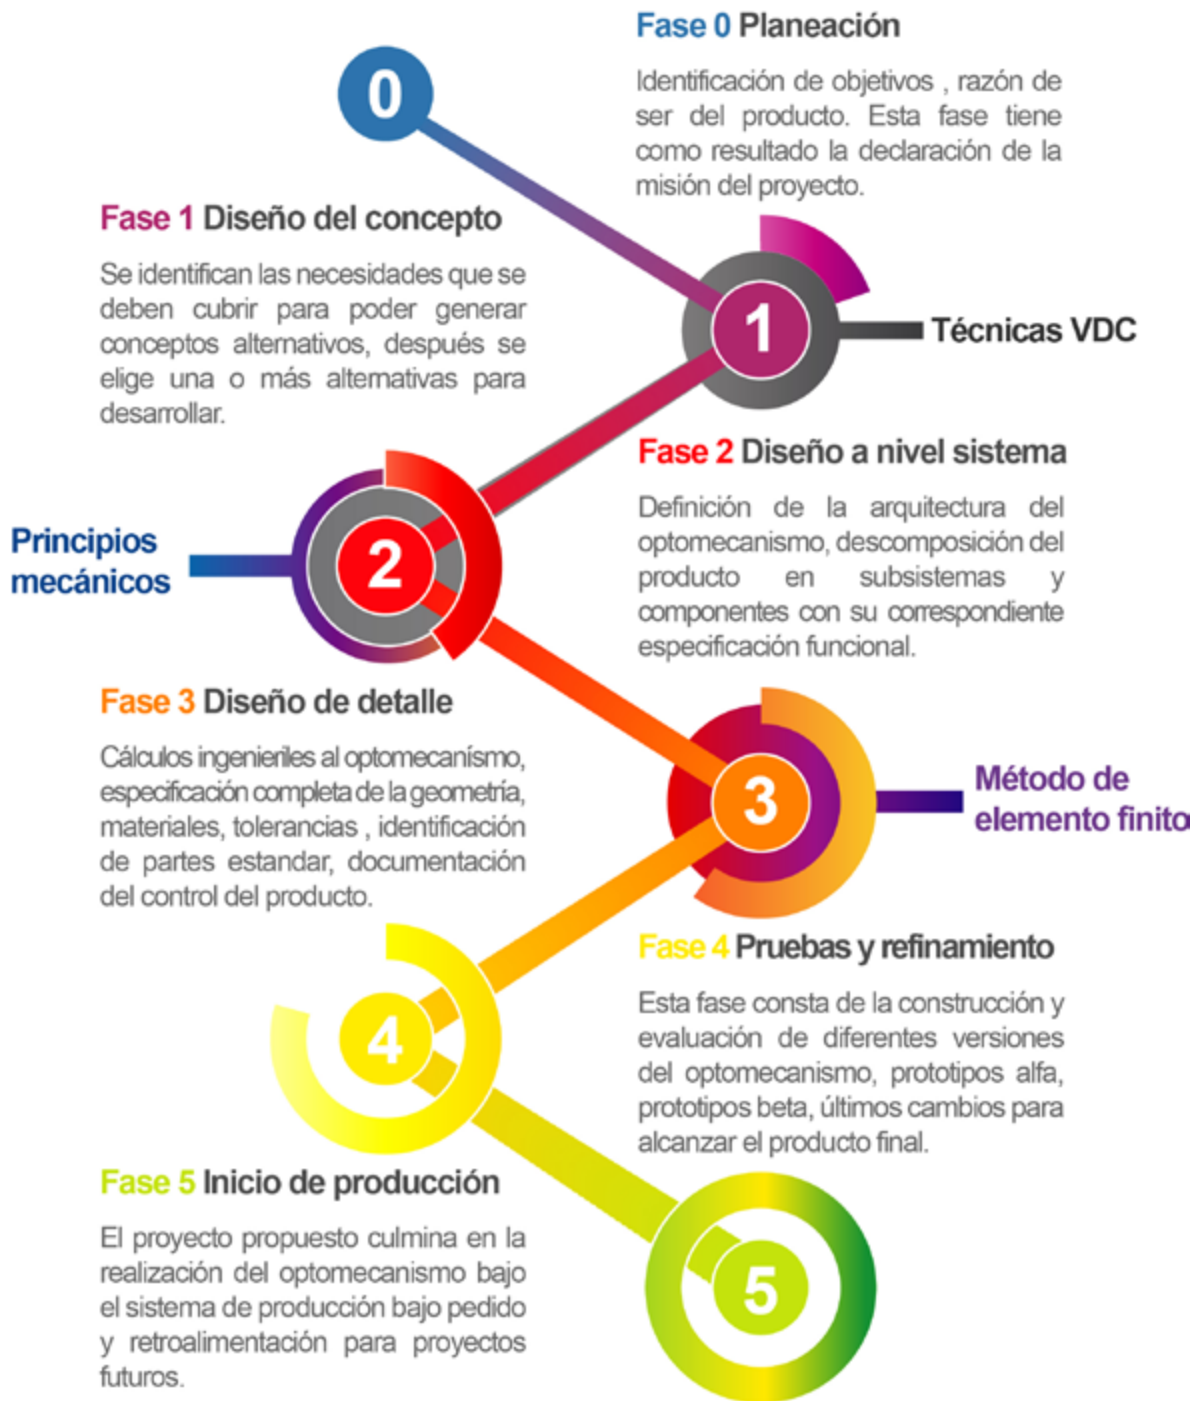 Fase 0 Planeación
0
Identificación de objetivos , razón de
ser del producto. Esta fase tiene
como resultado la declaración de la
misión del proyecto.
Fase 1 Diseño del concepto
Se identifican las necesidades que se
deben cubrir para poder generar
conceptos alternativos, después se
elige una o más alternativas para
desarrollar.
1
Técnicas VDC
Fase 2 Diseño a nivel sistema
Definición de la arquitectura del
optomecanismo, descomposición del
producto en subsistemas y
componentes con su correspondiente
especificación funcional.
Principios
mecánicos
2
Fase 3 Diseño de detalle
Cálculos ingenieriles al optomecanísmo,
especificación completa de la geometría,
materiales, tolerancias , identificación
de partes estandar, documentación
del control del producto.
3
Método de
elemento finito
Fase 4 Pruebas y refinamiento
Esta fase consta de la construcción y
evaluación de diferentes versiones
del optomecanismo, prototipos alfa,
prototipos beta, últimos cambios para
alcanzar el producto final.
4
Fase 5 Inicio de producción
El proyecto propuesto culmina en la
realización del optomecanismo bajo
el sistema de producción bajo pedido
y retroalimentación para proyectos
futuros.
5